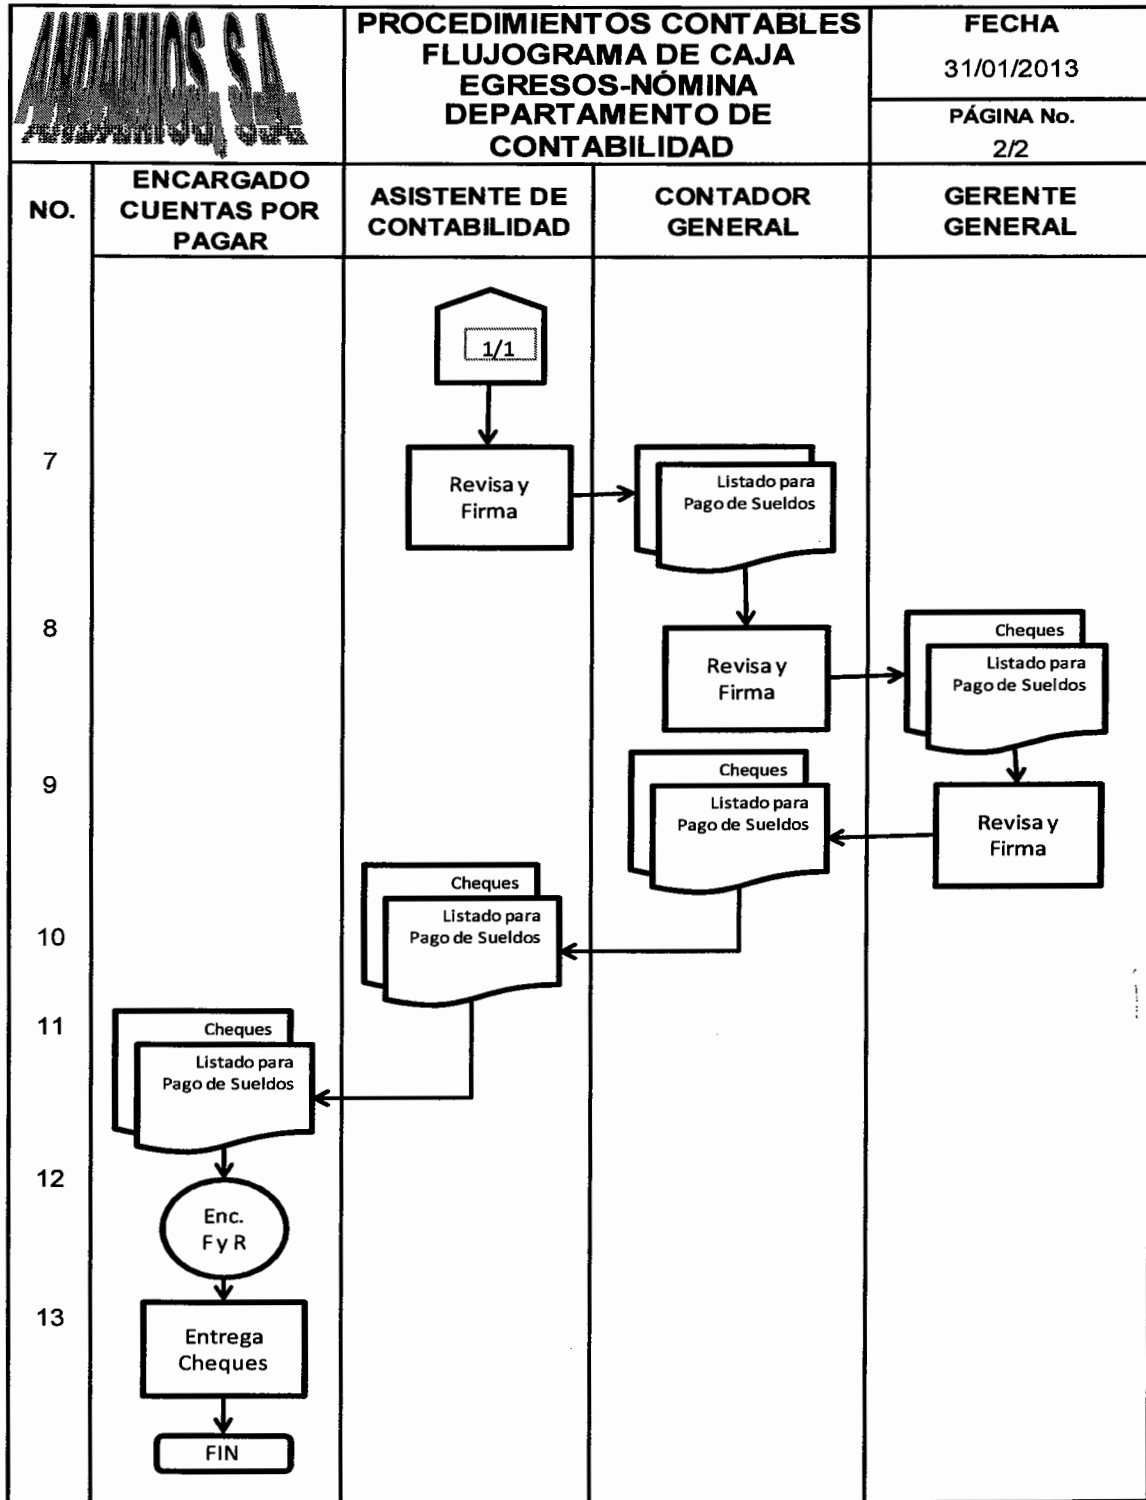 ANDAMIOS, S.A.
PROCEDIMIENTOS CONTABLES
FLUJOGRAMA DE CAJA
EGRESOS-NÓMINA
DEPARTAMENTO DE
CONTABILIDAD
FECHA
31/01/2013
PÁGINA No.
2/2
NO.
ENCARGADO
CUENTAS POR
PAGAR
ASISTENTE DE
CONTABILIDAD
CONTADOR
GENERAL
GERENTE
GENERAL
1/1
7
Revisa y
Firma
Listado para
Pago de Sueldos
8
Revisa y
Firma
Cheques
Listado para
Pago de Sueldos
9
Cheques
Listado para
Pago de Sueldos
Revisa y
Firma
10
Cheques
Listado para
Pago de Sueldos
11
Cheques
Listado para
Pago de Sueldos
12
Enc.
F y R
13
Entrega
Cheques
FIN